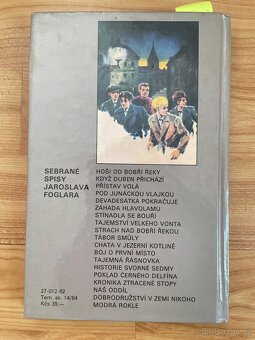 SEBRANÉ
SPISY
JAROSLAVA
FOGLARA
HOŠI OD BOBŘÍ ŘEKY
KDYŽ DUBEN PŘICHÁZÍ
PŘÍSTAV VOLÁ
POD JUNÁCKOU VLAJKOU
DEVADESÁTKA POKRAČUJE
ZÁHADA HLAVOLAMU
STÍNADLA SE BOUŘÍ
TAJEMSTVÍ VELKÉHO VONTA
STRACH NAD BOBŘÍ ŘEKOU
TÁBOR SMŮLY
CHATA V JEZERNÍ KOTLINĚ
BOJ O PRVNÍ MÍSTO
TAJEMNÁ ŘÁSNOVKA
HISTORIE SVORNÉ SEDMY
POKLAD ČERNÉHO DELFÍNA
KRONIKA ZTRACENÉ STOPY
NÁŠ ODDÍL
DOBRODRUŽSTVÍ V ZEMI NIKOHO
MODRÁ ROKLE
27-012-92
Tem. sk. 14/64
Kčs 39,—